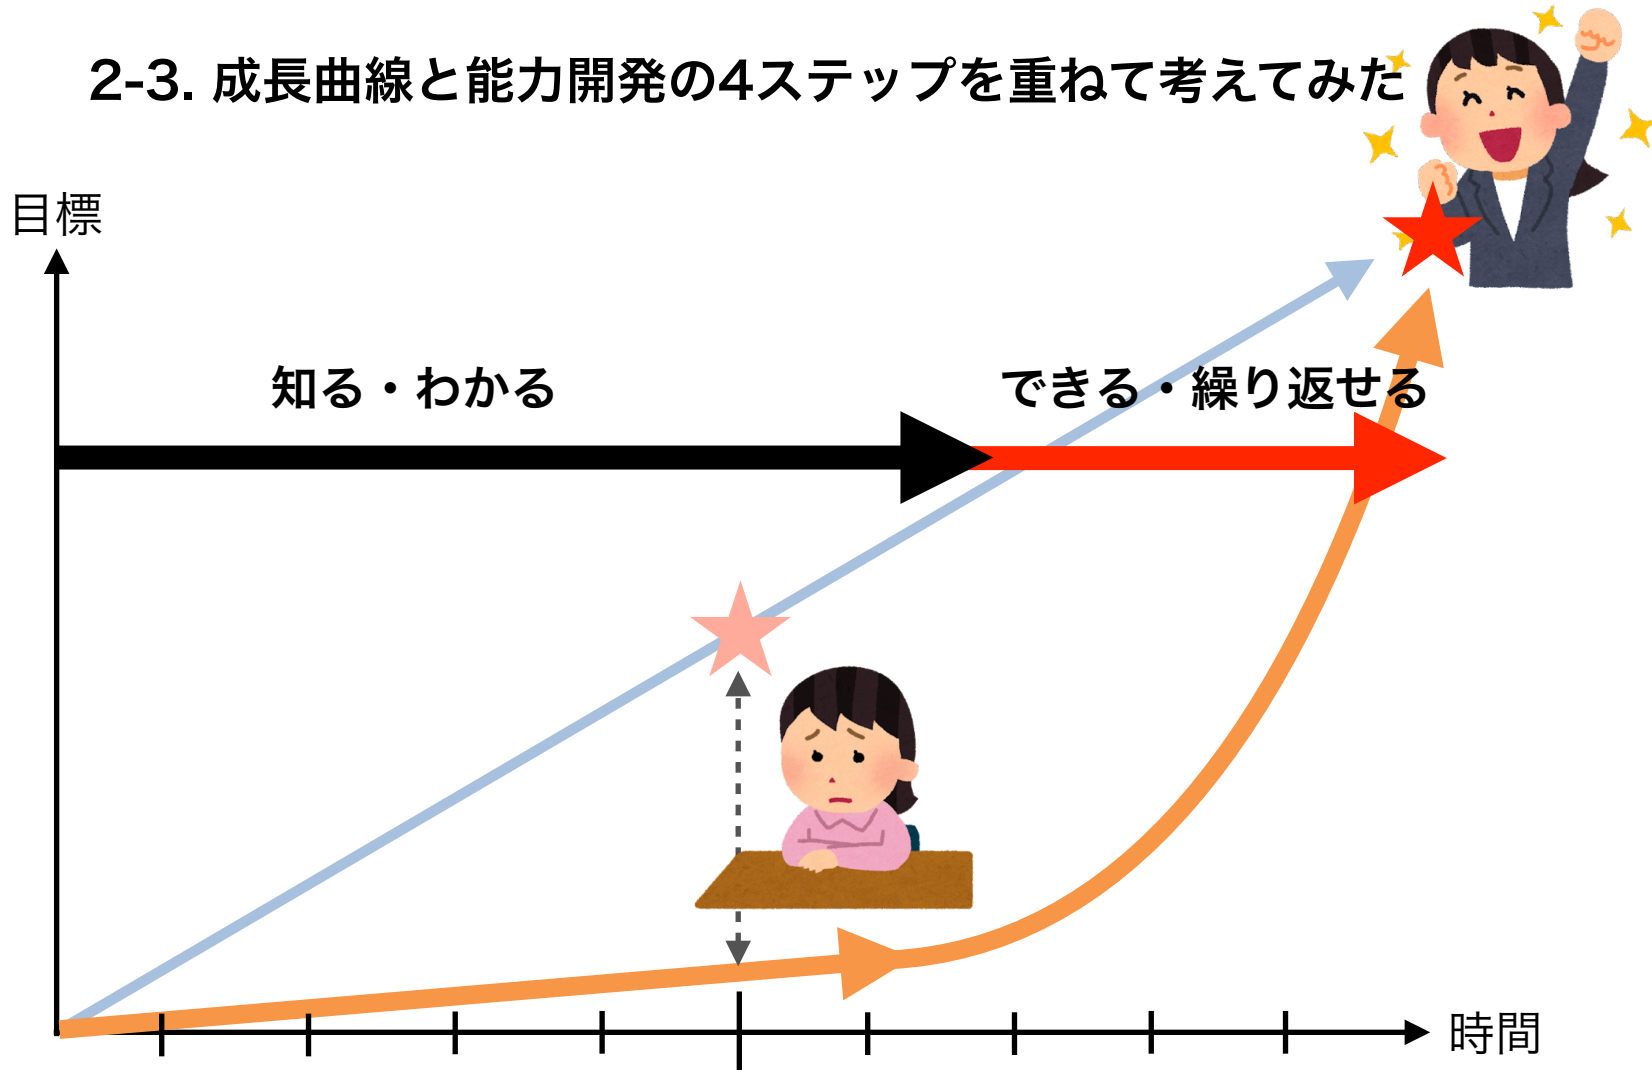 2-3. 成長曲線と能力開発の4ステップを重ねて考えてみた
目標
知る・わかる
できる・繰り返せる
時間